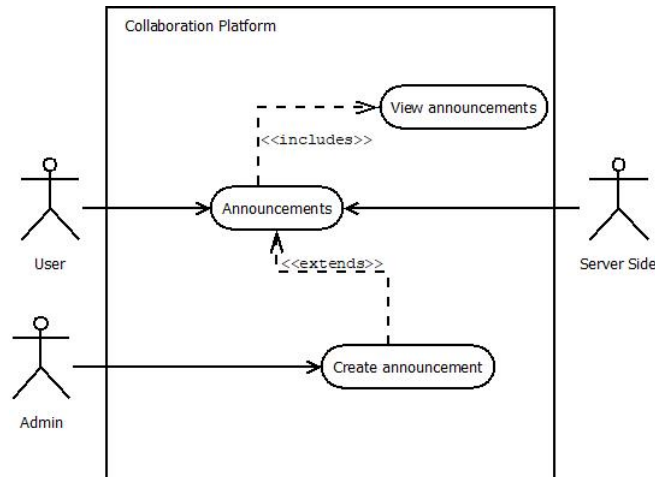 Collaboration Platform
View announcements
<<includes>>
Announcements
User
Server Side
<<extends>>
Create announcement
Admin